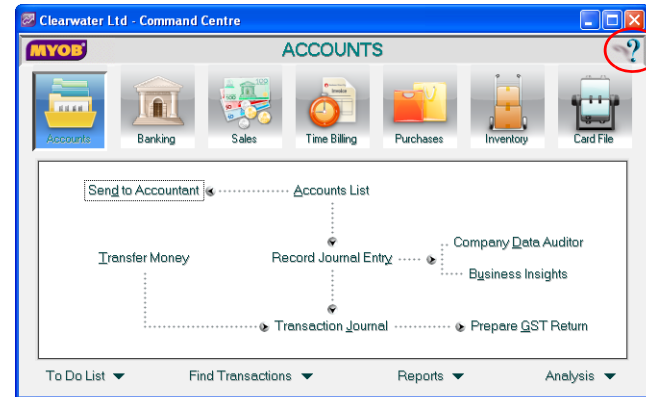 Clearwater Ltd - Command Centre
MYOB
ACCOUNTS
?
Accounts Banking Sales Time Billing Purchases Inventory Card File
Send to Accountant Accounts List
Company Data Auditor
Transfer Money Record Journal Entry
Business Insights
Transaction Journal Prepare GST Return
To Do List Find Transactions Reports Analysis